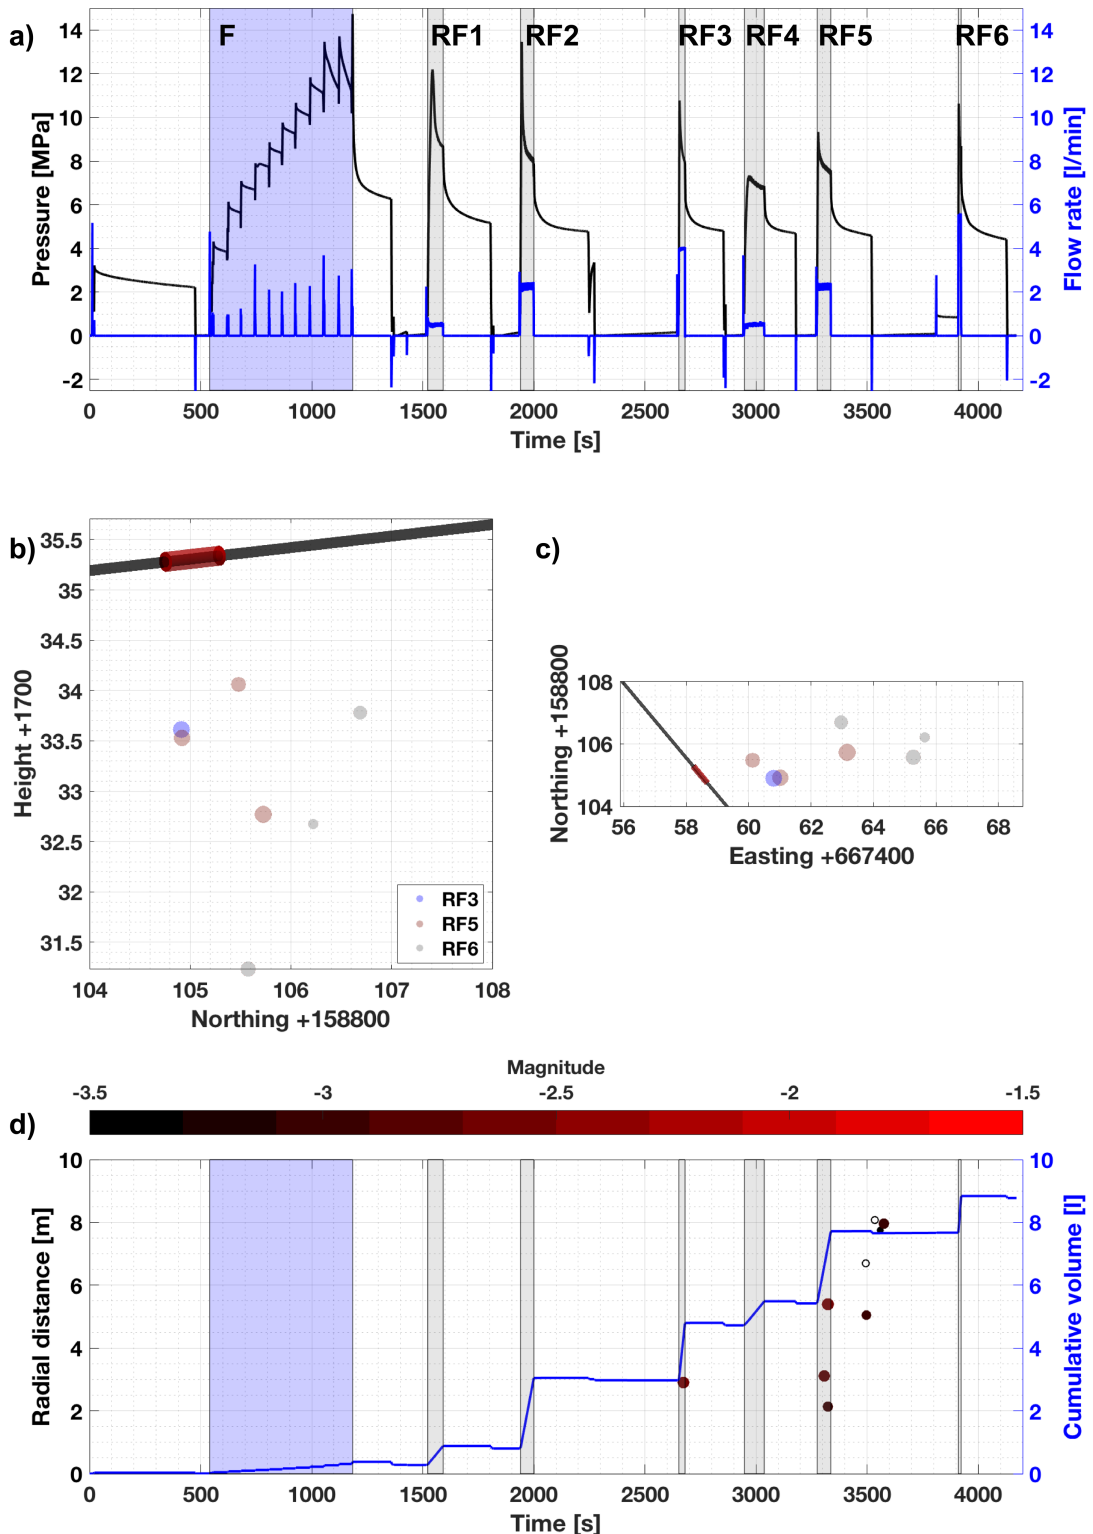 a)
F RF1 RF2 RF3 RF4 RF5 RF6
14 12 10 8 6 4 2 0 -2
Pressure [MPa]
14 12 10 8 6 4 2 0 -2
Flow rate [l/min]
0 500 1000 1500 2000 2500 3000 3500 4000
Time [s]
b)
35.5 35 34.5 34 33.5 33 32.5 32 31.5
Height +1700
RF3
RF5
RF6
104 105 106 107 108
Northing +158800
c)
108 106 104
Northing +158800
56 58 60 62 64 66 68
Easting +667400
Magnitude
-3.5 -3 -2.5 -2 -1.5
d)
10 8 6 4 2 0
Radial distance [m]
10 8 6 4 2 0
Cumulative volume [l]
0 500 1000 1500 2000 2500 3000 3500 4000
Time [s]